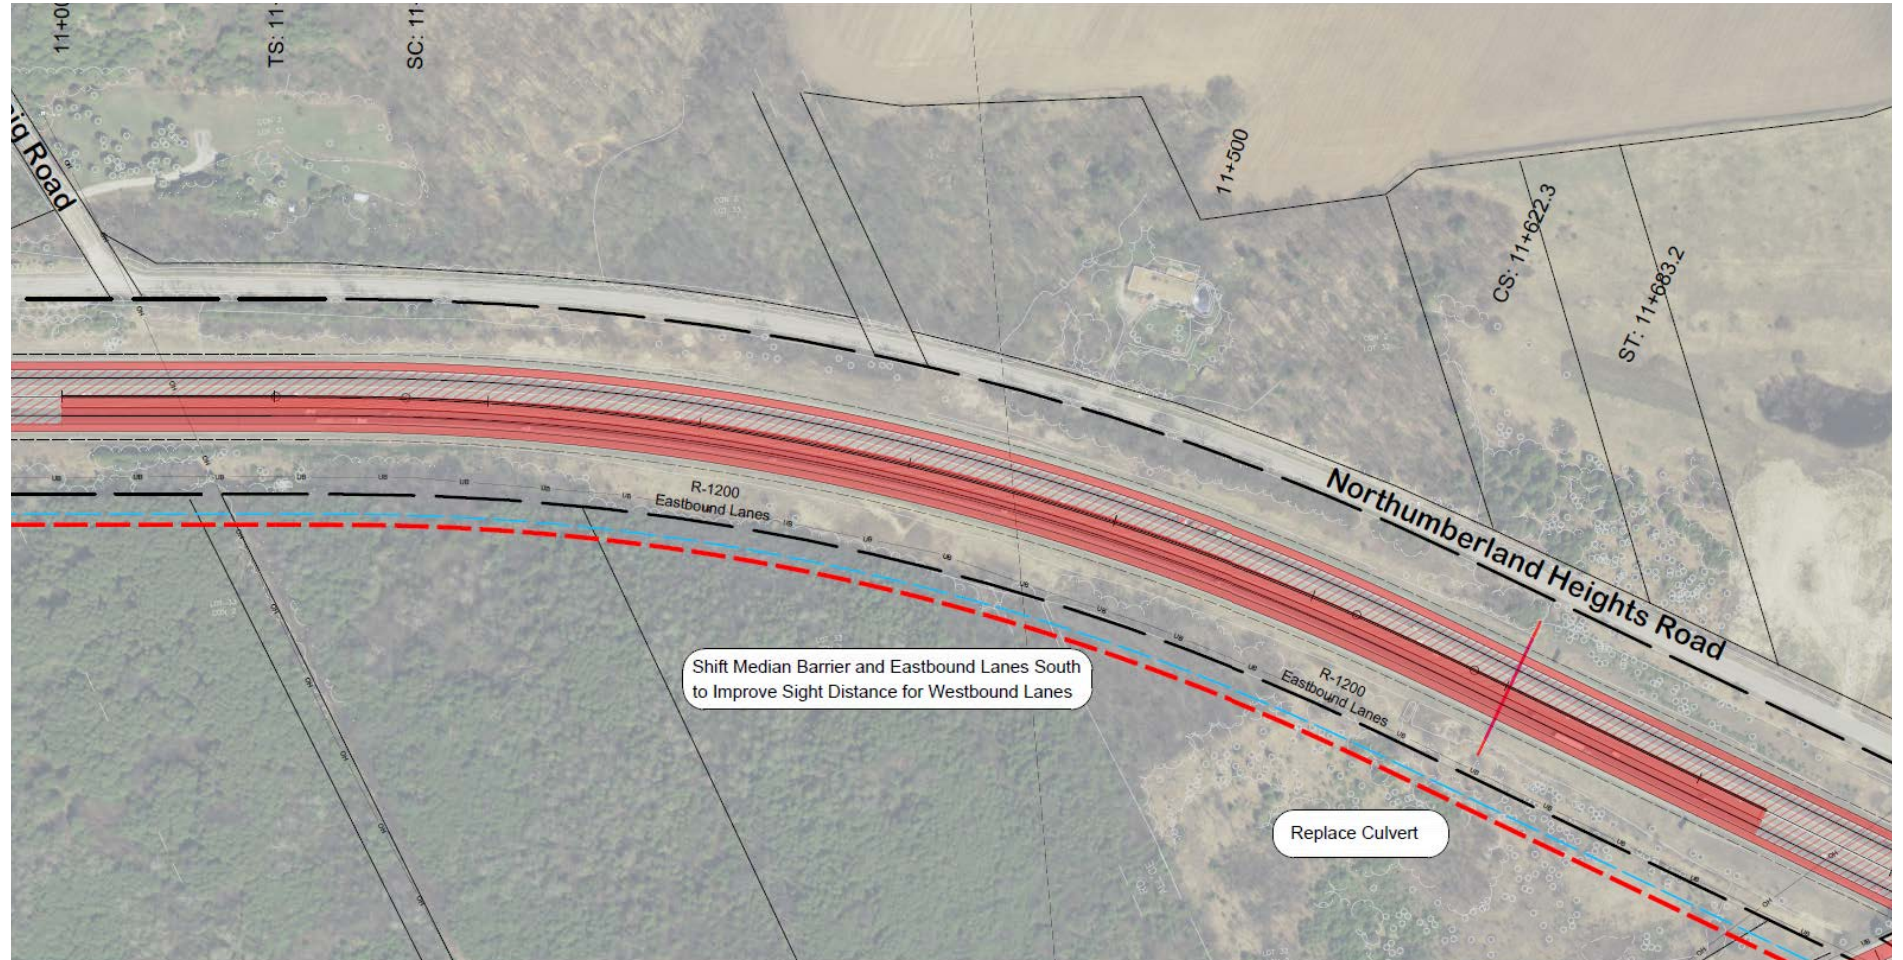 11+00
TS: 11+
SC: 11+
Road
11+500
CS: 11+622.3
ST: 11+683.2
Northumberland Heights Road
R-1200
Eastbound Lanes
Shift Median Barrier and Eastbound Lanes South
to Improve Sight Distance for Westbound Lanes
R-1200
Eastbound Lanes
Replace Culvert